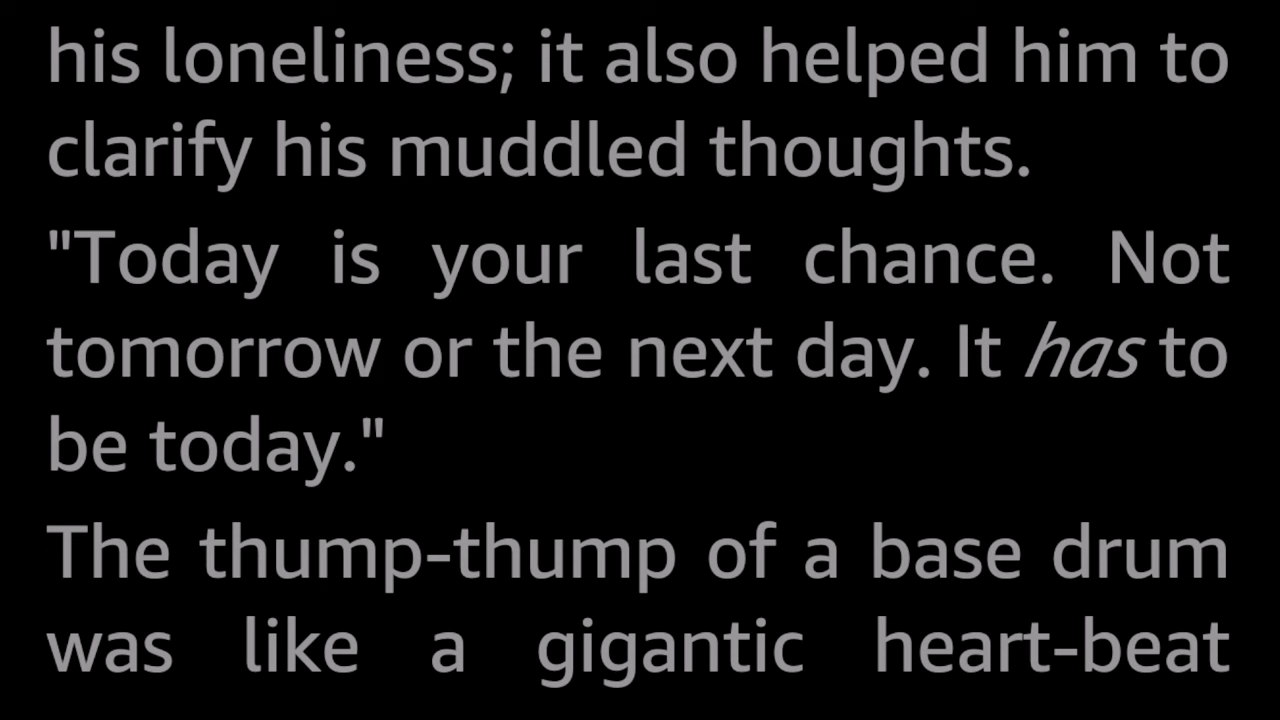 his loneliness; it also helped him to
clarify his muddled thoughts.
"Today is your last chance. Not
tomorrow or the next day. It has to
be today."
The thump-thump of a base drum
was like a gigantic heart-beat